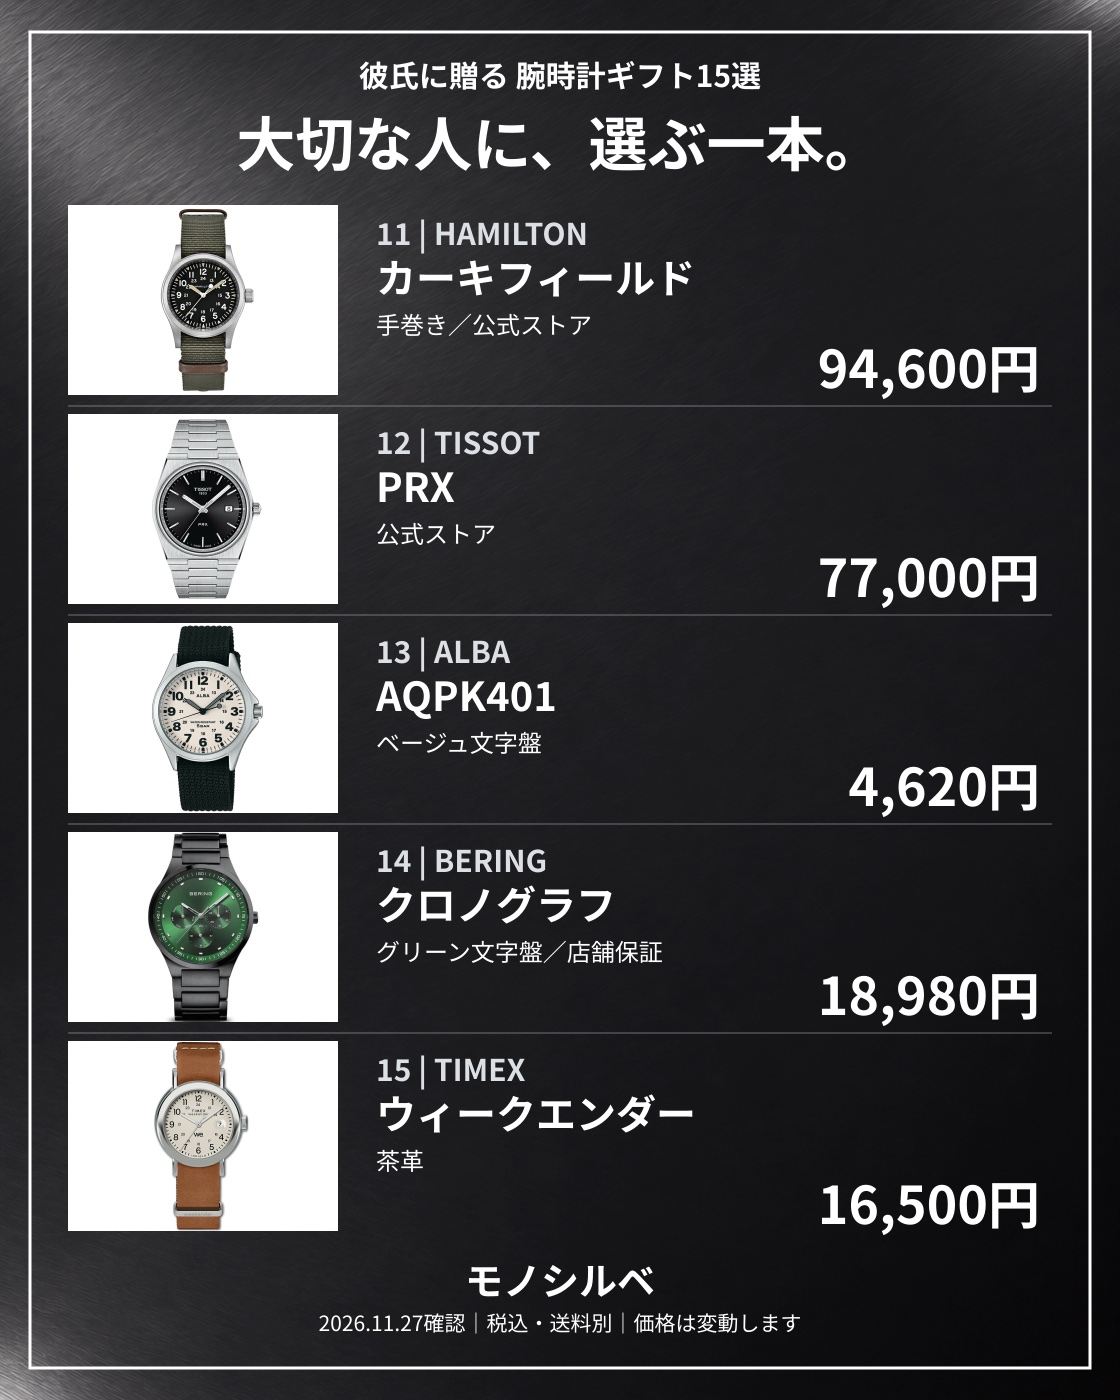 彼氏に贈る 腕時計ギフト15選
大切な人に、選ぶ一本。
11 | HAMILTON
カーキフィールド
手巻き／公式ストア
94,600円
12 | TISSOT
PRX
公式ストア
77,000円
13 | ALBA
AQPK401
ベージュ文字盤
4,620円
14 | BERING
クロノグラフ
グリーン文字盤／店舗保証
18,980円
15 | TIMEX
ウィークエンダー
茶革
16,500円
モノシルベ
2026.11.27確認｜税込・送料別｜価格は変動します